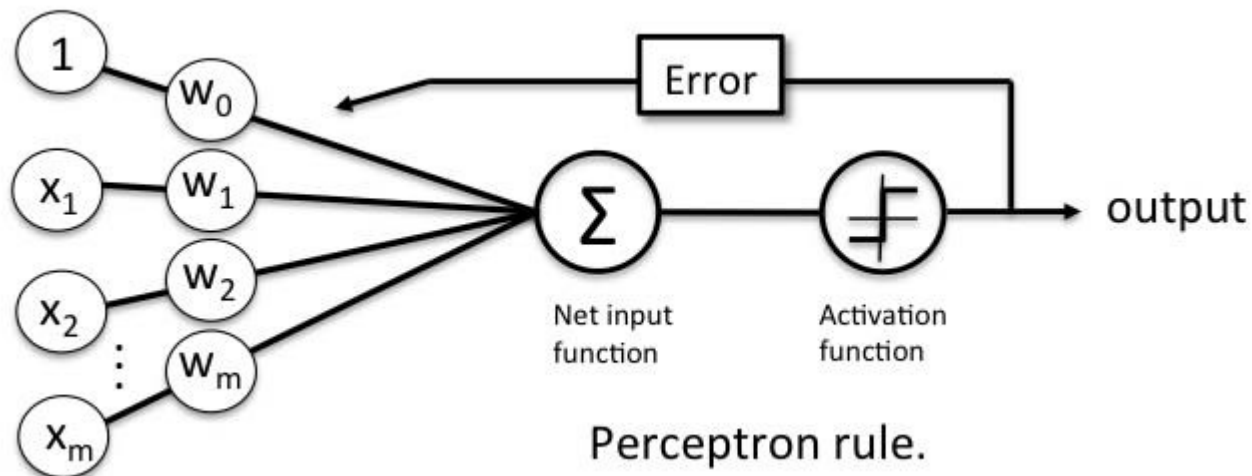 1
w₀
Error
x₁
w₁
Σ
output
x₂
w₂
Net input
function
Activation
function
⋮
wₘ
xₘ
Perceptron rule.